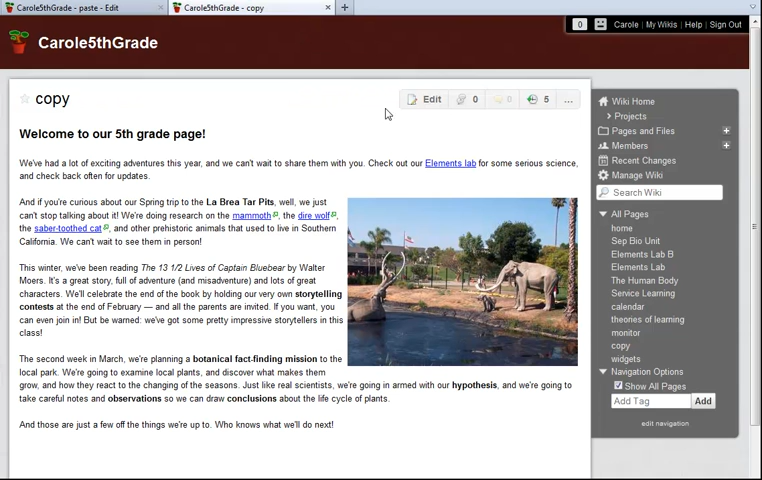 Carole5thGrade - paste - Edit
Carole5thGrade - copy
0 Carole | My Wikis | Help | Sign Out
Carole5thGrade
copy
Edit 0 0 5 ...
Welcome to our 5th grade page!
We've had a lot of exciting adventures this year, and we can't wait to share them with you. Check out our Elements lab for some serious science,
and check back often for updates.
And if you're curious about our Spring trip to the La Brea Tar Pits, well, we just
can't stop talking about it! We're doing research on the mammoth, the dire wolf,
the saber-toothed cat, and other prehistoric animals that used to live in Southern
California. We can't wait to see them in person!
This winter, we've been reading The 13 1/2 Lives of Captain Bluebear by Walter
Moers. It's a great story, full of adventure (and misadventure) and lots of great
characters. We'll celebrate the end of the book by holding our very own storytelling
contests at the end of February — and all the parents are invited. If you want, you
can even join in! But be warned: we've got some pretty impressive storytellers in this
class!
The second week in March, we're planning a botanical fact-finding mission to the
local park. We're going to examine local plants, and discover what makes them
grow, and how they react to the changing of the seasons. Just like real scientists, we're going in armed with our hypothesis, and we're going to
take careful notes and observations so we can draw conclusions about the life cycle of plants.
And those are just a few off the things we're up to. Who knows what we'll do next!
Wiki Home
Projects
Pages and Files
Members
Recent Changes
Manage Wiki
Search Wiki
All Pages
home
Sep Bio Unit
Elements Lab B
Elements Lab
The Human Body
Service Learning
calendar
theories of learning
monitor
copy
widgets
Navigation Options
Show All Pages
Add Tag Add
edit navigation